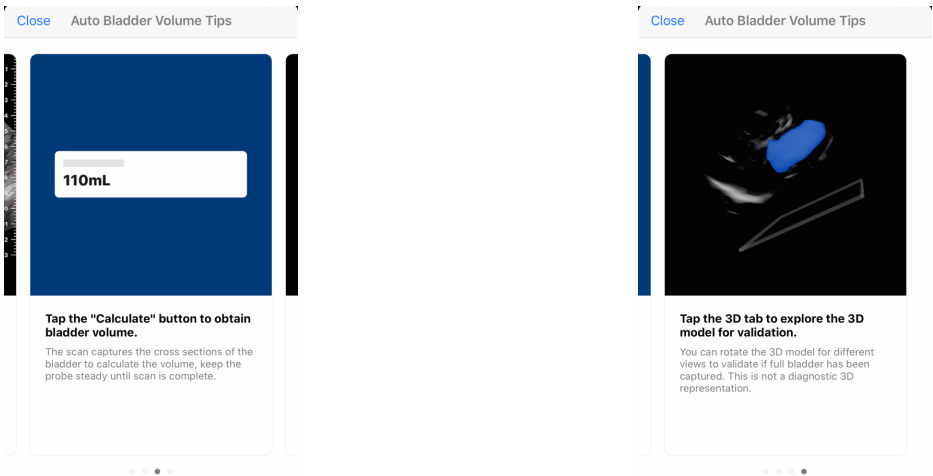 Close Auto Bladder Volume Tips
110mL
Tap the "Calculate" button to obtain
bladder volume.
The scan captures the cross sections of the
bladder to calculate the volume, keep the
probe steady until scan is complete.
Close Auto Bladder Volume Tips
Tap the 3D tab to explore the 3D
model for validation.
You can rotate the 3D model for different
views to validate if full bladder has been
captured. This is not a diagnostic 3D
representation.